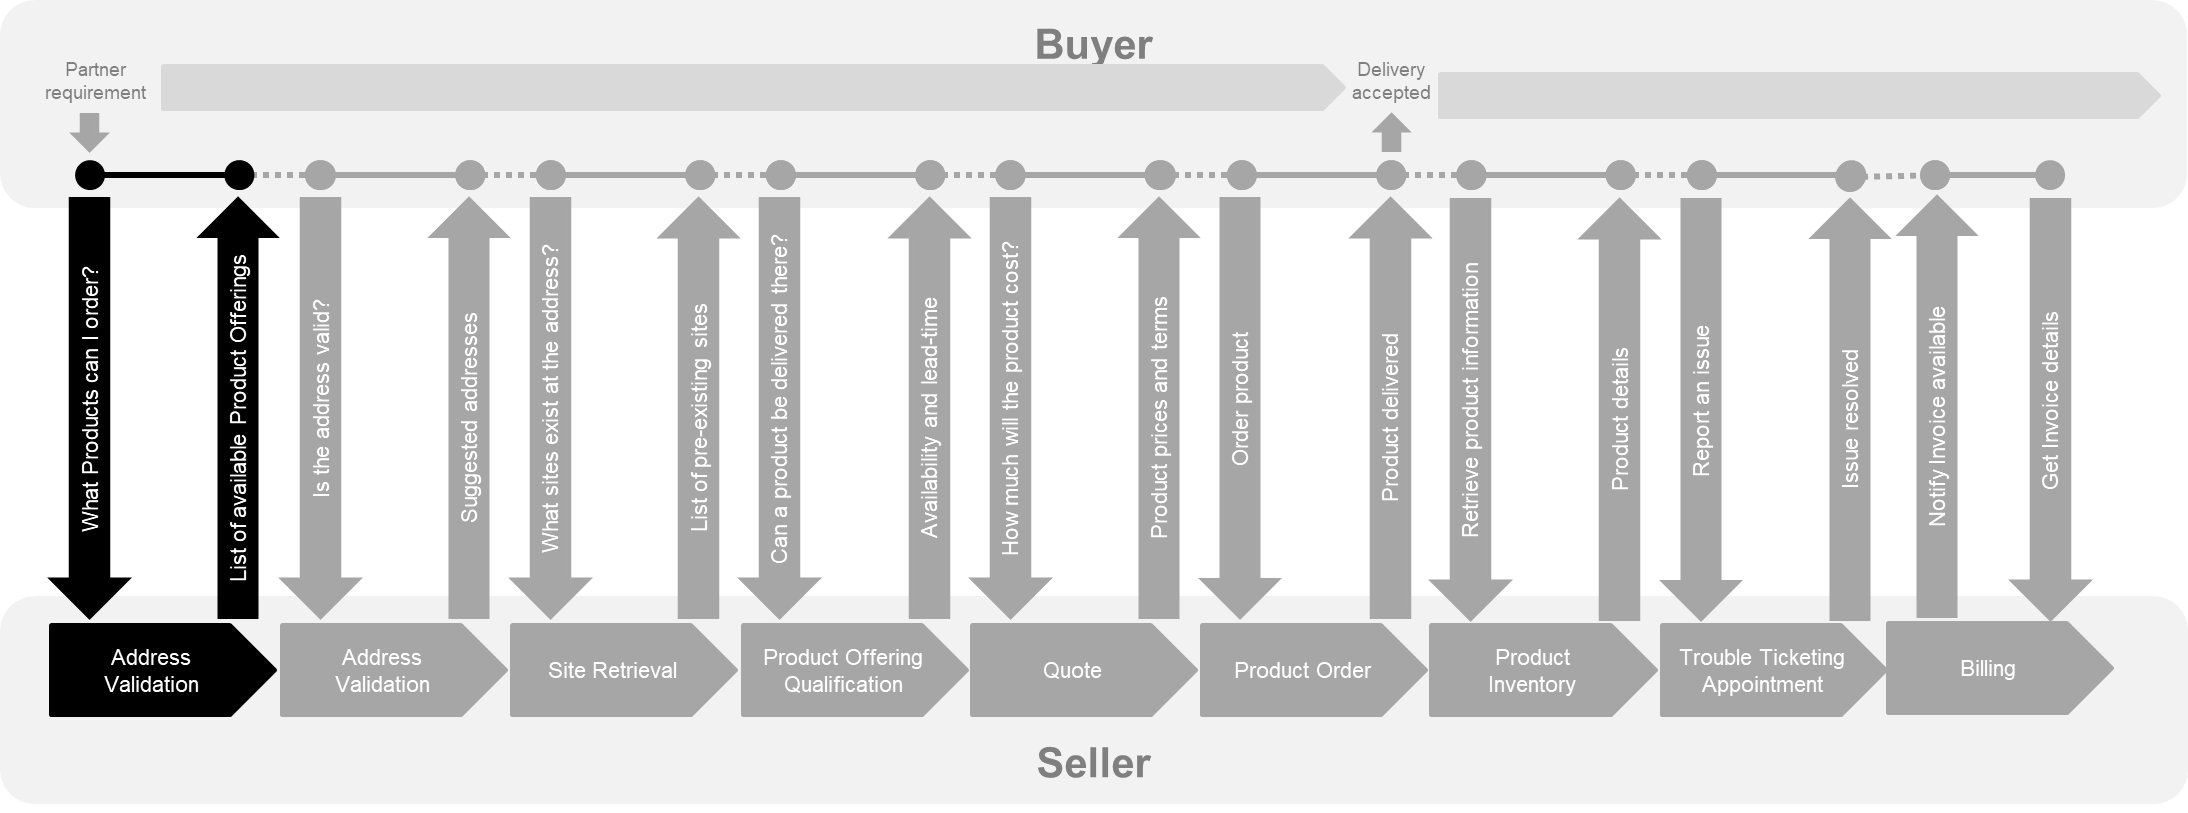 Buyer
Partner
requirement
Delivery
accepted
What Products can I order?
List of available Product Offerings
Is the address valid?
Suggested addresses
What sites exist at the address?
List of pre-existing sites
Can a product be delivered there?
Availability and lead-time
How much will the product cost?
Product prices and terms
Order product
Product delivered
Retrieve product information
Product details
Report an issue
Issue resolved
Notify Invoice available
Get Invoice details
Address
Validation
Address
Validation
Site Retrieval
Product Offering
Qualification
Quote
Product Order
Product
Inventory
Trouble Ticketing
Appointment
Billing
Seller